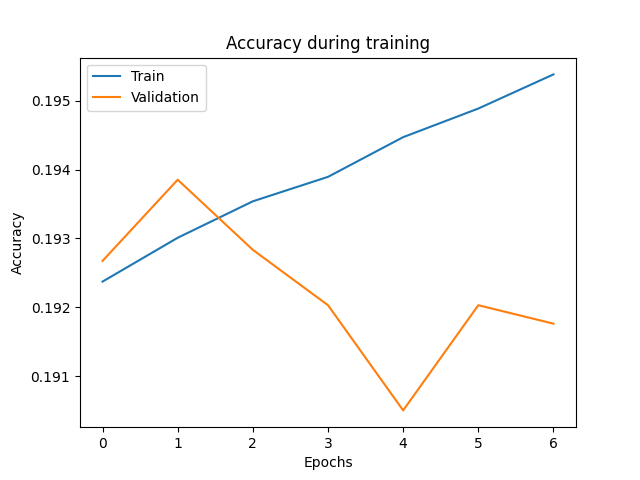 Accuracy during training
Train
Validation
0.195
0.194
0.193
0.192
0.191
Accuracy
0 1 2 3 4 5 6
Epochs